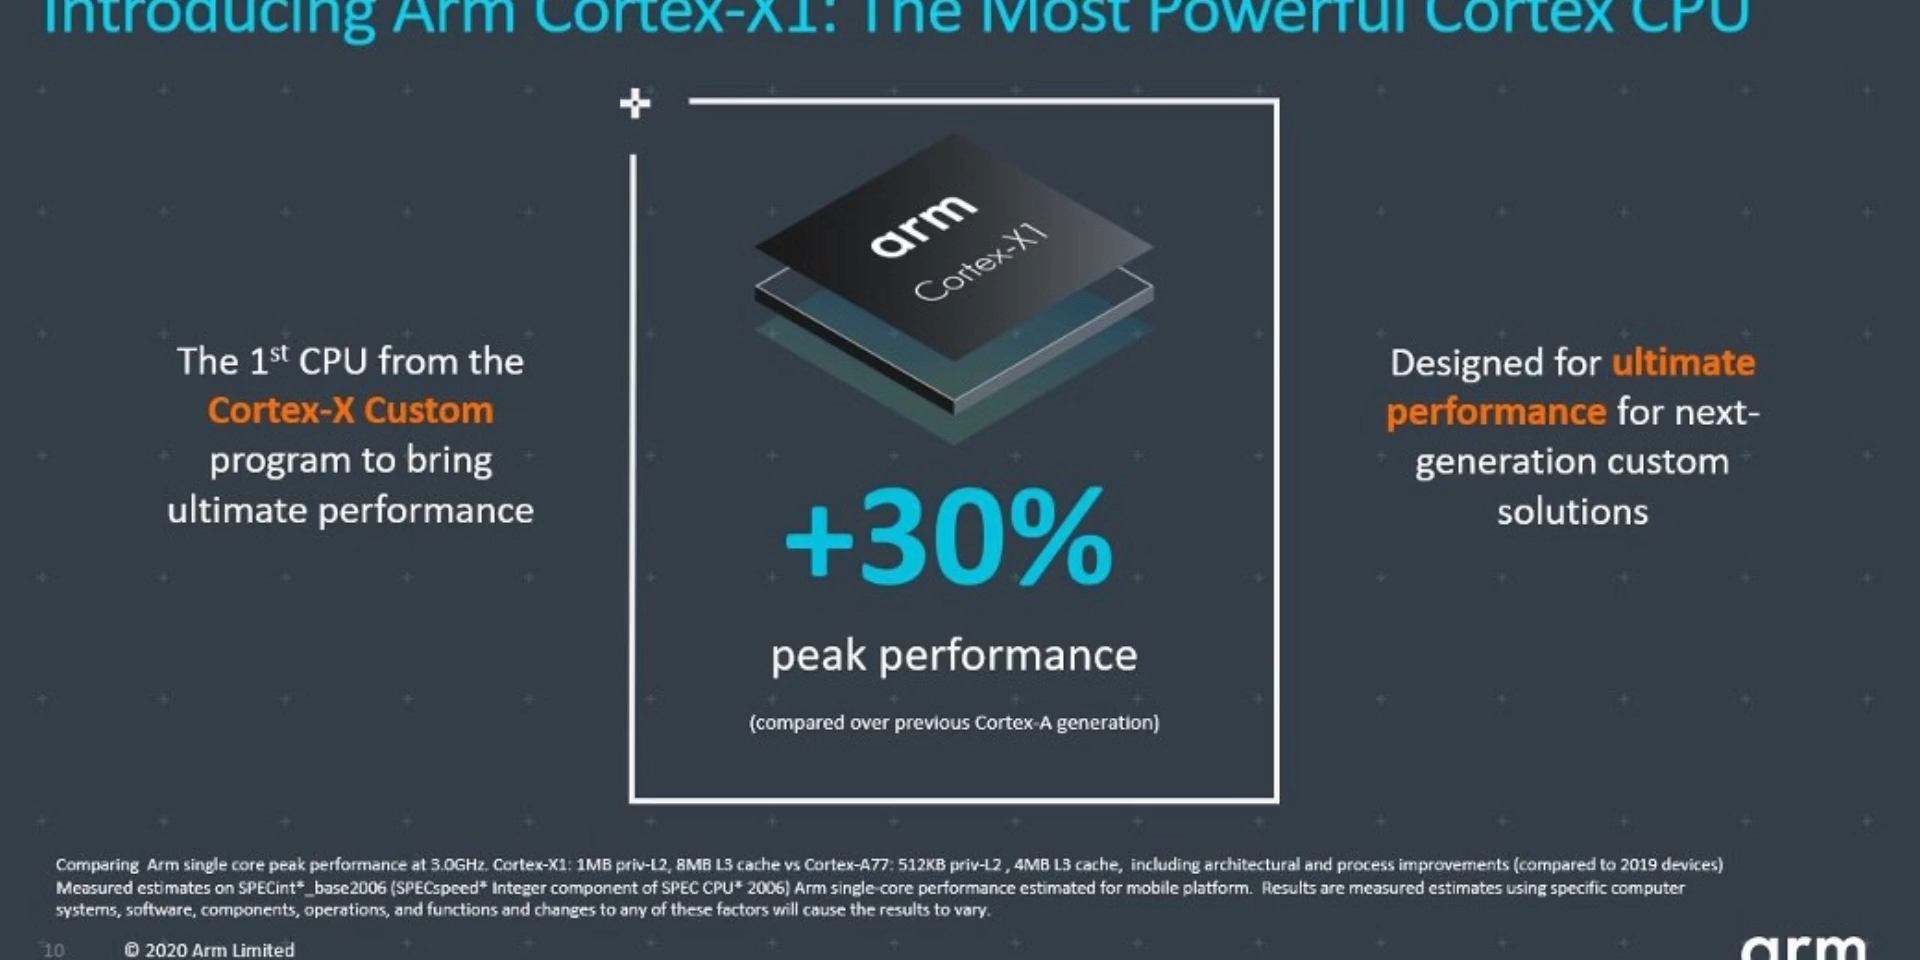 Introducing Arm Cortex-X1: The Most Powerful Cortex CPU
arm
Cortex-X1
The 1st CPU from the
Cortex-X Custom
program to bring
ultimate performance
+30%
peak performance
(compared over previous Cortex-A generation)
Designed for ultimate
performance for next-
generation custom
solutions
Comparing Arm single core peak performance at 3.0GHz. Cortex-X1: 1MB priv-L2, 8MB L3 cache vs Cortex-A77: 512KB priv-L2 , 4MB L3 cache, including architectural and process improvements (compared to 2019 devices)
Measured estimates on SPECint*_base2006 (SPECspeed* Integer component of SPEC CPU* 2006) Arm single-core performance estimated for mobile platform. Results are measured estimates using specific computer
systems, software, components, operations, and functions and changes to any of these factors will cause the results to vary.
10 © 2020 Arm Limited
arm